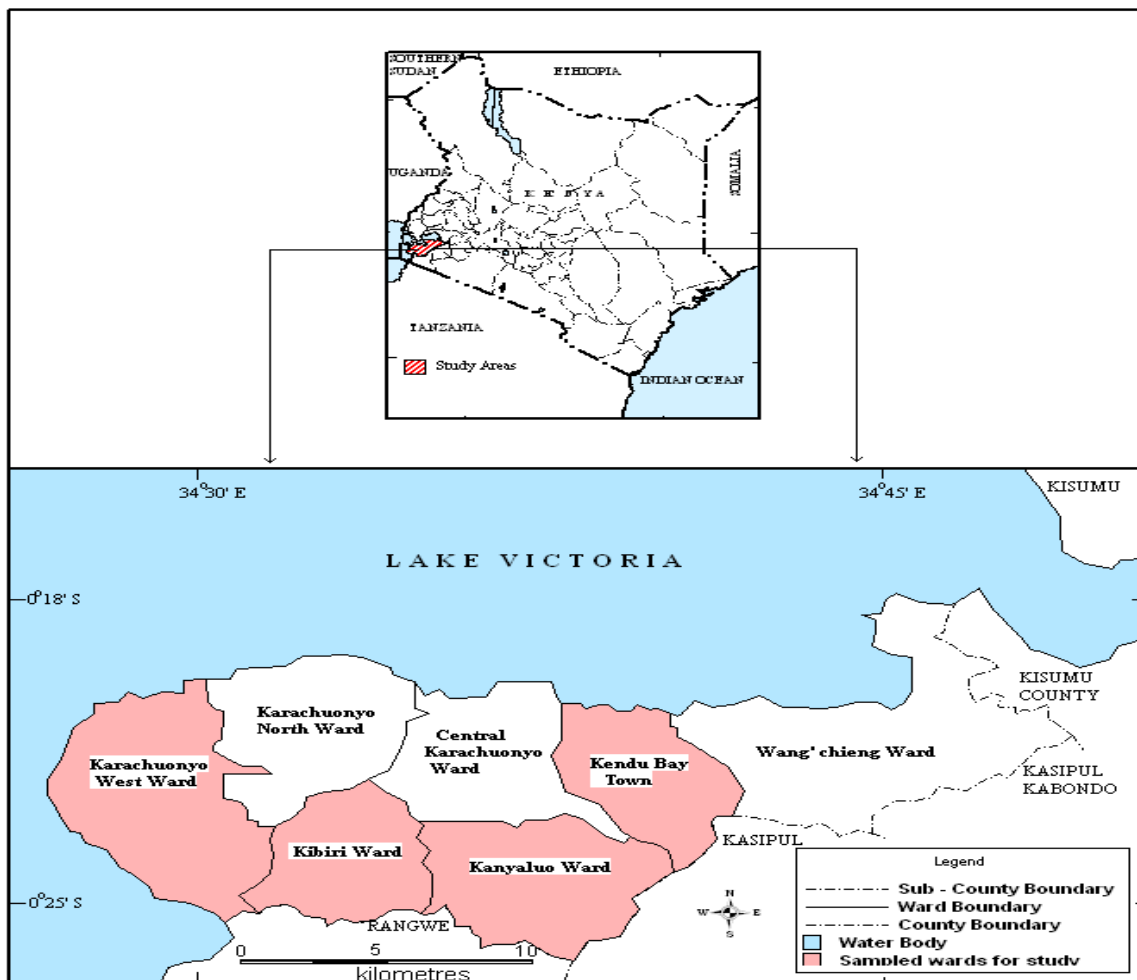 SOUTHERN
SUDAN
ETHIOPIA
UGANDA
SOMALIA
K E N Y A
TANZANIA
Study Areas
INDIAN OCEAN
34°30' E
34°45' E
KISUMU
LAKE VICTORIA
0°18' S
KISUMU
COUNTY
Karachuonyo
North Ward
Central
Karachuonyo
Ward
Wang' chieng Ward
Karachuonyo
West Ward
Kendu Bay
Town
KASIPUL
KABONDO
KASIPUL
Kibiri Ward
Kanyaluo Ward
0°25' S
RANGWE
N
W E
S
0 5 10
kilometres
Legend
Sub - County Boundary
Ward Boundary
County Boundary
Water Body
Sampled wards for study